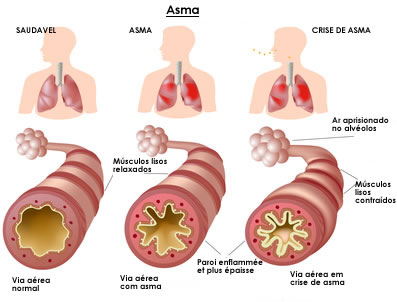 Asma
SAUDAVEL
ASMA
CRISE DE ASMA
Ar aprisionado
no alvéolos
Músculos lisos
relaxados
Músculos
lisos
contraídos
Paroi enflammée
et plus épaisse
Via aérea
normal
Via aérea
com asma
Via aérea em
crise de asma